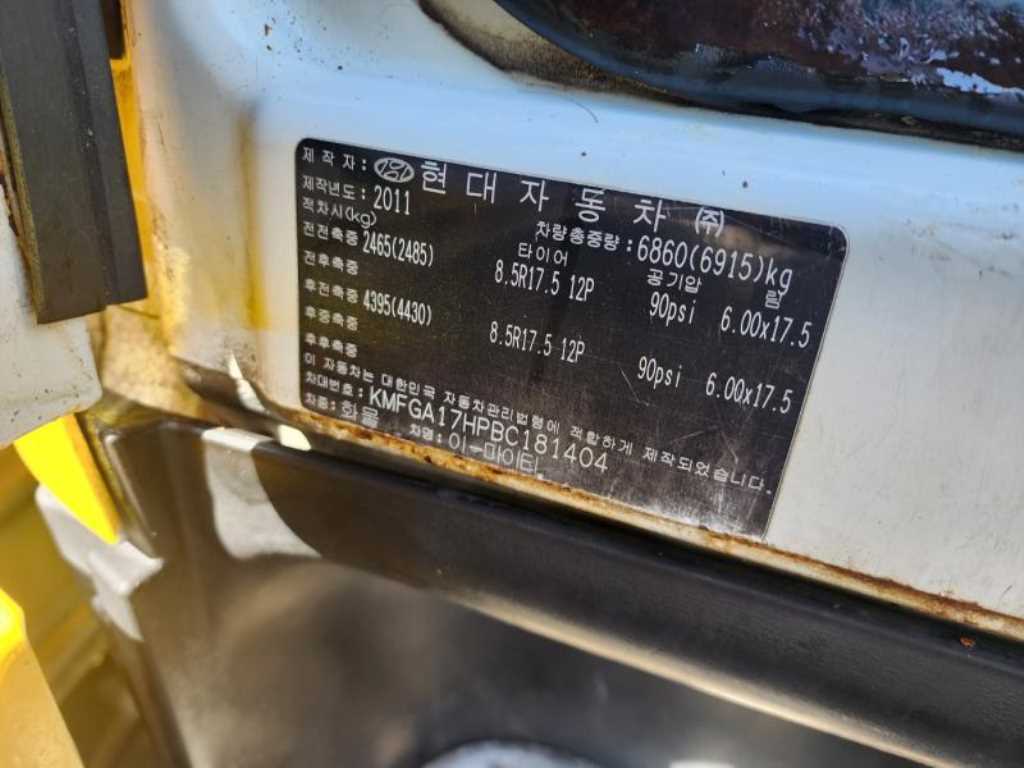 제 작 자 : 현 대 자 동 차 ㈜
제작년도 : 2011 차량총중량 : 6860(6915)kg
적차시(kg) 타이어 공기압 림
전전축중 2465(2485) 8.5R17.5 12P 90psi 6.00x17.5
전후축중
후전축중 4395(4430) 8.5R17.5 12P 90psi 6.00x17.5
후중축중
후후축중
이 자동차는 대한민국 자동차관리법령에 적합하게 제작되었습니다.
차대번호 : KMFGA17HPBC181404
차종 : 화물 차명 : 이-마이티